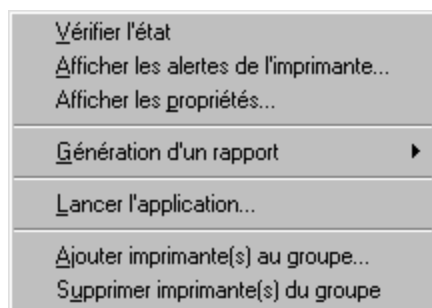 Vérifier l'état
Afficher les alertes de l'imprimante...
Afficher les propriétés...
Génération d'un rapport
Lancer l'application...
Ajouter imprimante(s) au groupe...
Supprimer imprimante(s) du groupe